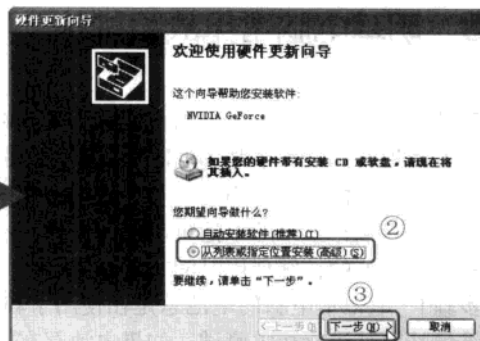 硬件更新向导
欢迎使用硬件更新向导
这个向导帮助您安装软件:
NVIDIA GeForce
如果您的硬件带有安装 CD 或软盘，请现在将
其插入。
您期望向导做什么?
自动安装软件(推荐)(I)
②
从列表或指定位置安装(高级)(S)
要继续，请单击“下一步”。
③
<上一步(B)
下一步(N)>
取消